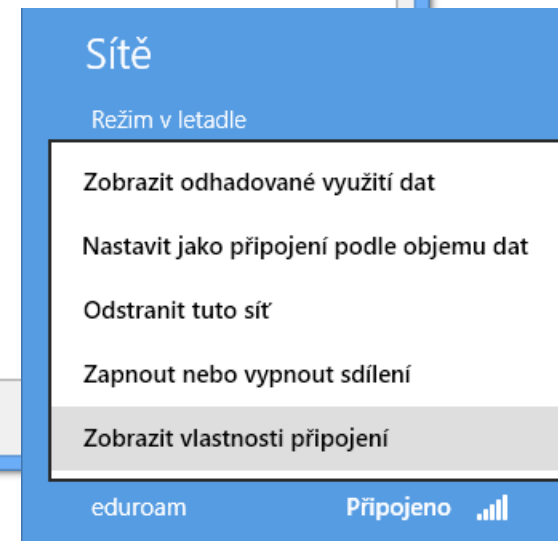 Sítě
Režim v letadle
Zobrazit odhadované využití dat
Nastavit jako připojení podle objemu dat
Odstranit tuto síť
Zapnout nebo vypnout sdílení
Zobrazit vlastnosti připojení
eduroam Připojeno